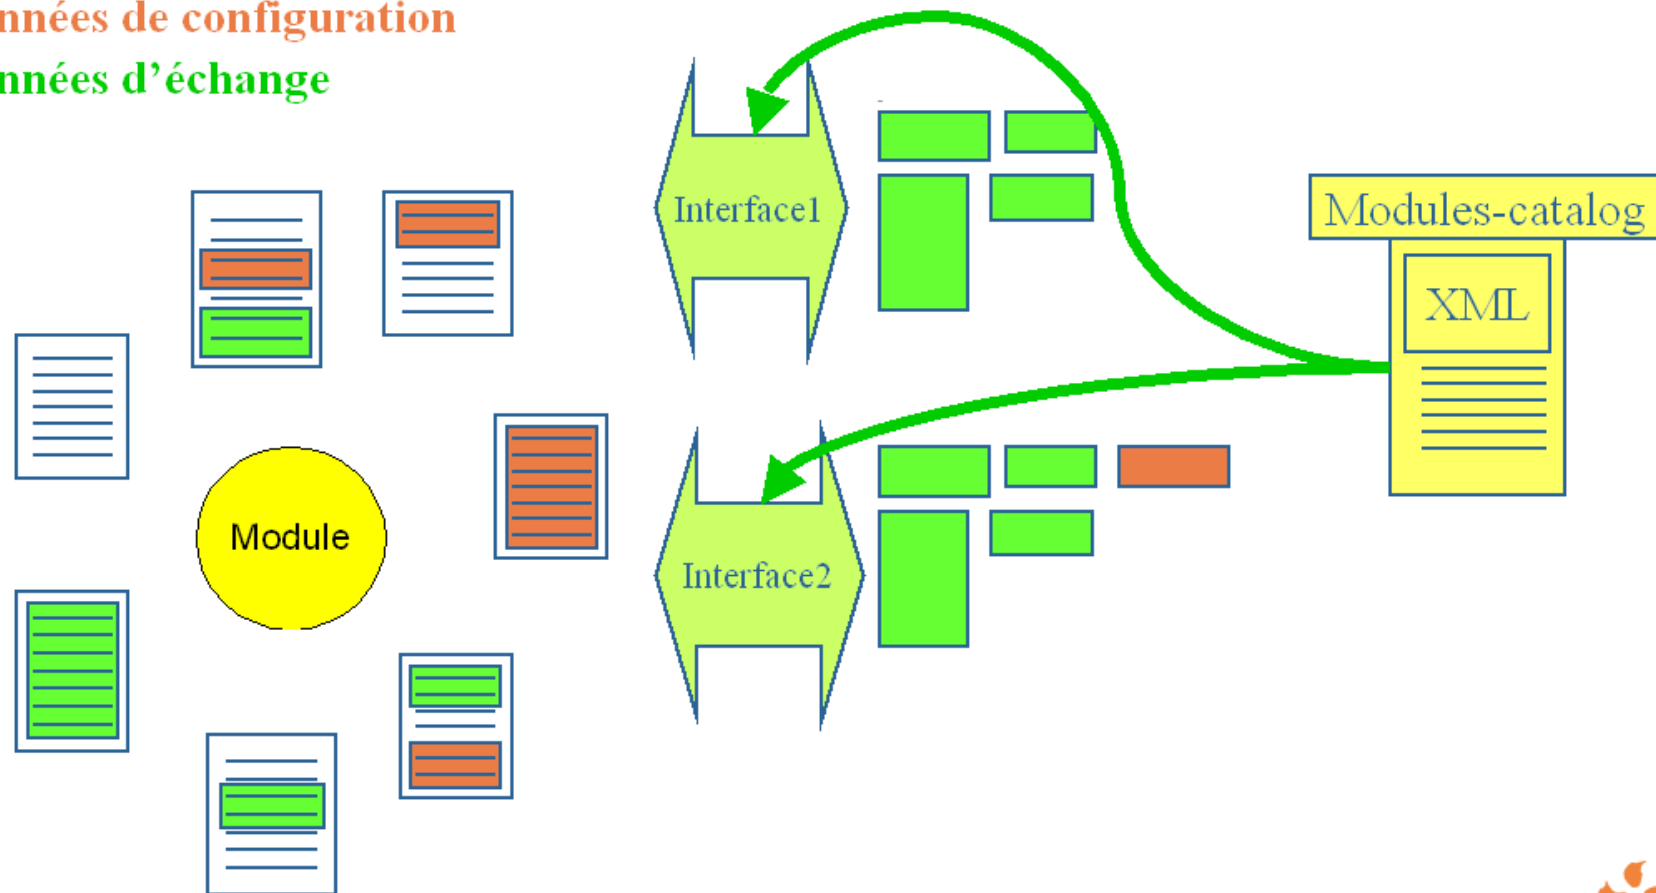 nnées de configuration
nnées d’échange
Interface1
Modules-catalog
XML
Module
Interface2